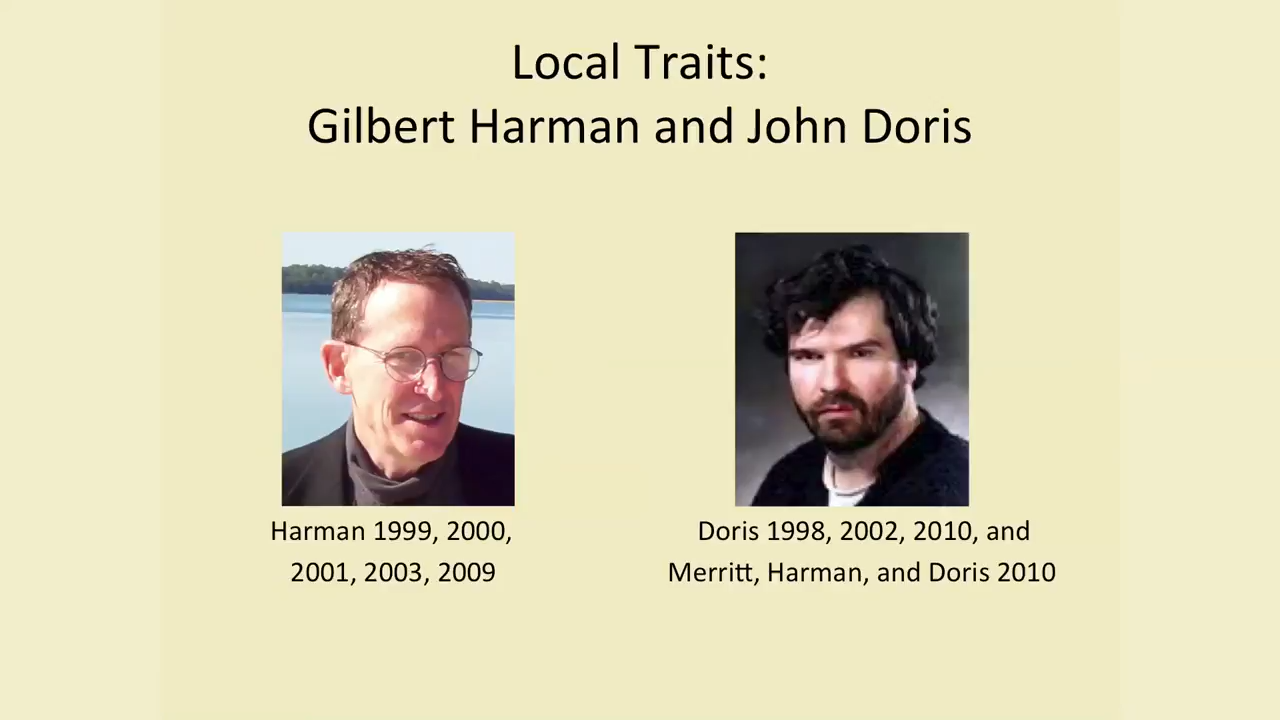 Local Traits:
Gilbert Harman and John Doris
Harman 1999, 2000,
2001, 2003, 2009
Doris 1998, 2002, 2010, and
Merritt, Harman, and Doris 2010